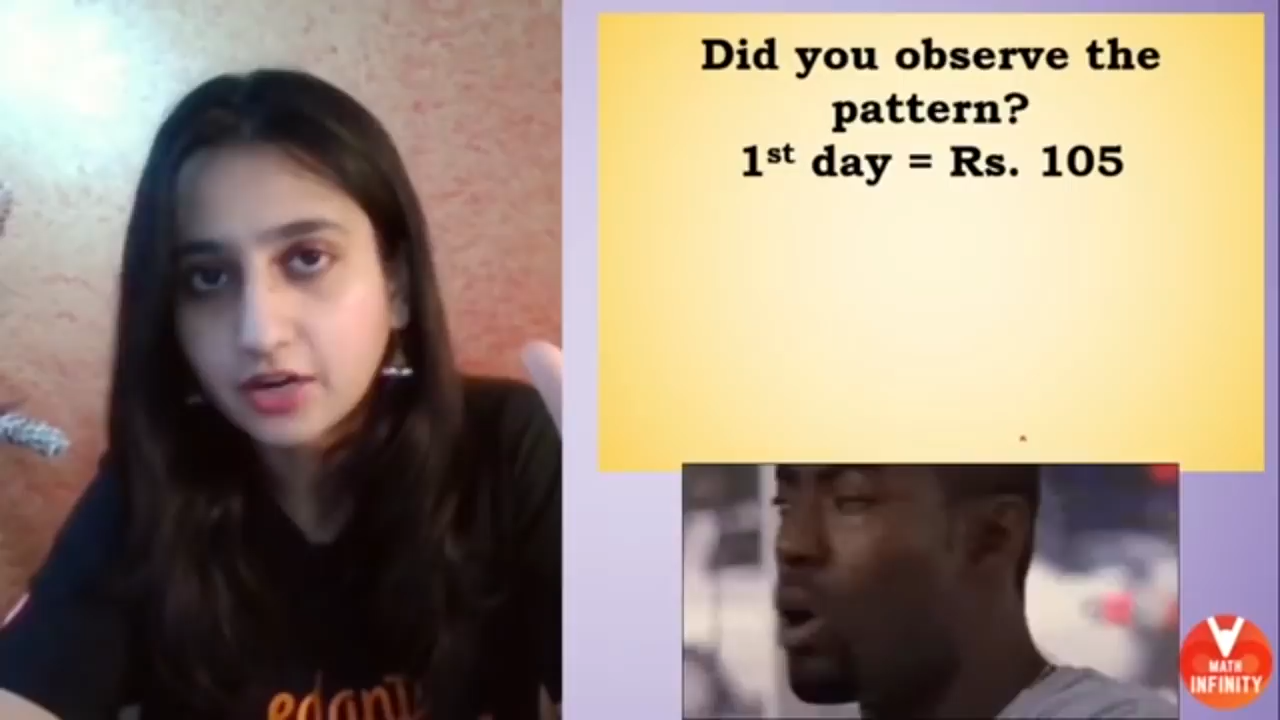 Did you observe the
pattern?
1st day = Rs. 105
MATH
INFINITY